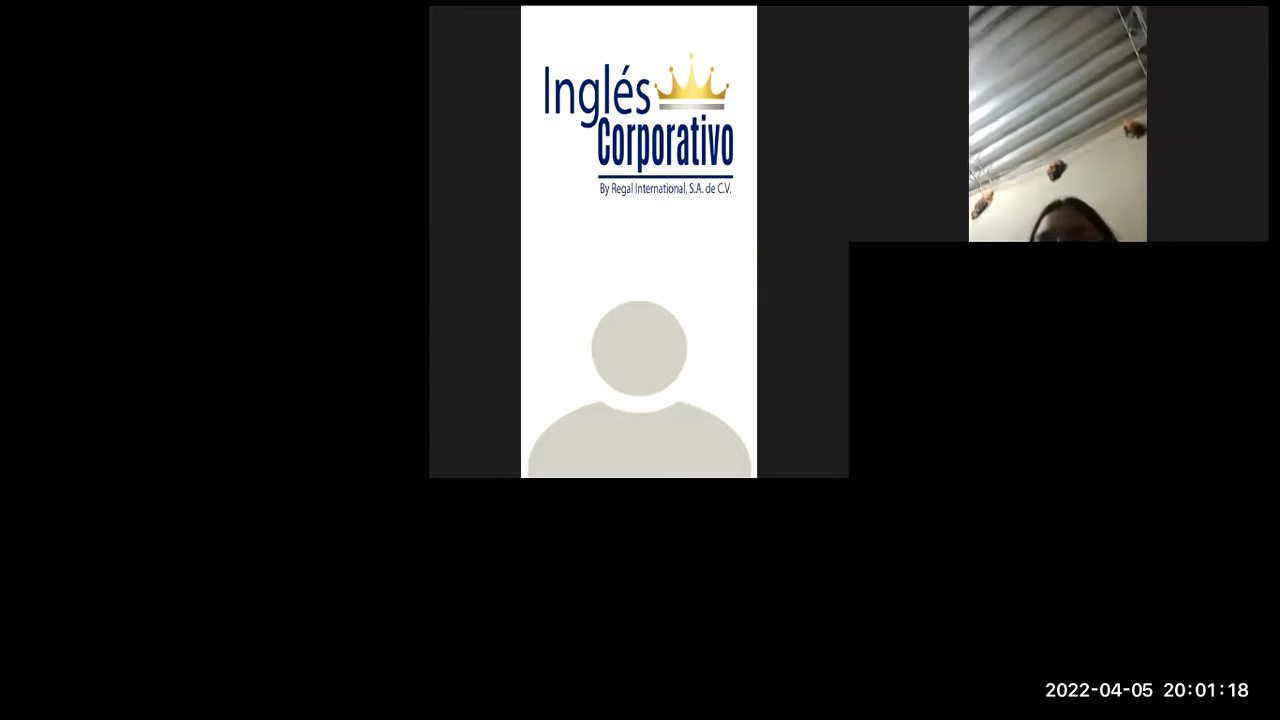 Inglés
Corporativo
By Regal International, S.A. de C.V.
2022-04-05 20:01:18